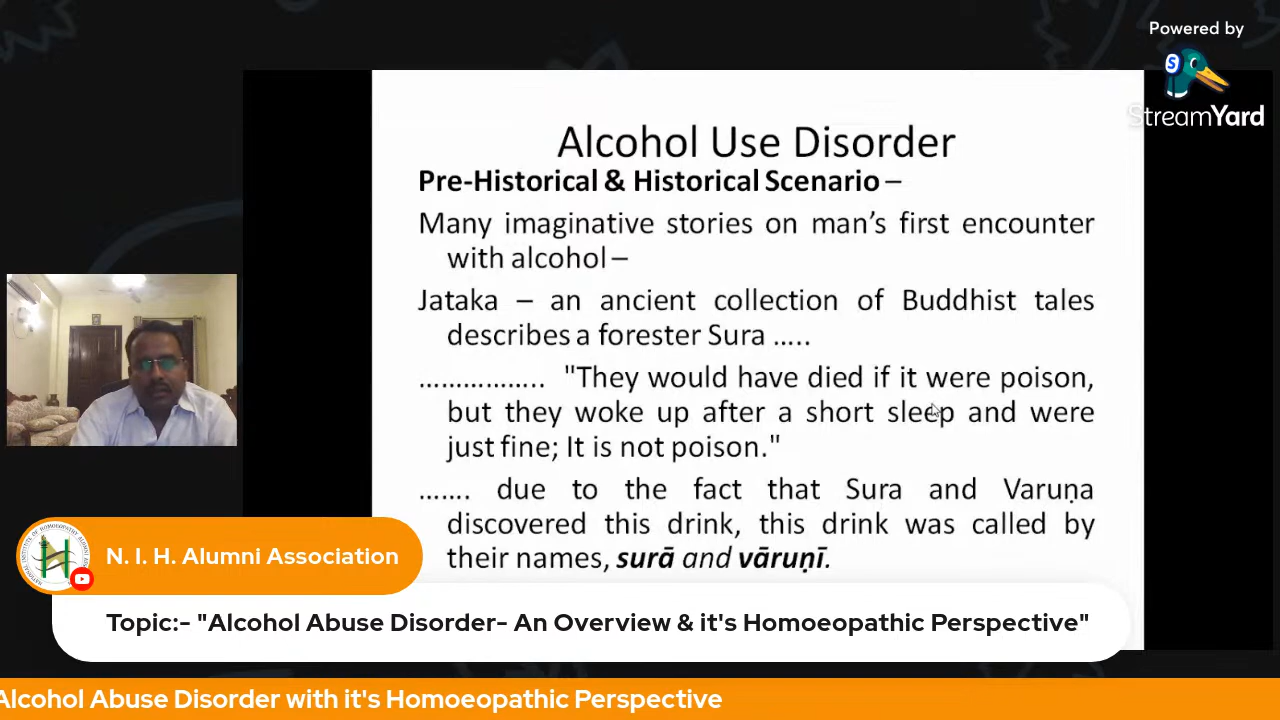 Powered by
StreamYard
Alcohol Use Disorder
Pre-Historical & Historical Scenario –
Many imaginative stories on man’s first encounter
with alcohol –
Jataka – an ancient collection of Buddhist tales
describes a forester Sura …..
…………….. "They would have died if it were poison,
but they woke up after a short sleep and were
just fine; It is not poison."
……. due to the fact that Sura and Varuṇa
discovered this drink, this drink was called by
their names, surā and vāruṇī.
N. I. H. Alumni Association
Topic:- "Alcohol Abuse Disorder- An Overview & it's Homoeopathic Perspective"
Alcohol Abuse Disorder with it's Homoeopathic Perspective